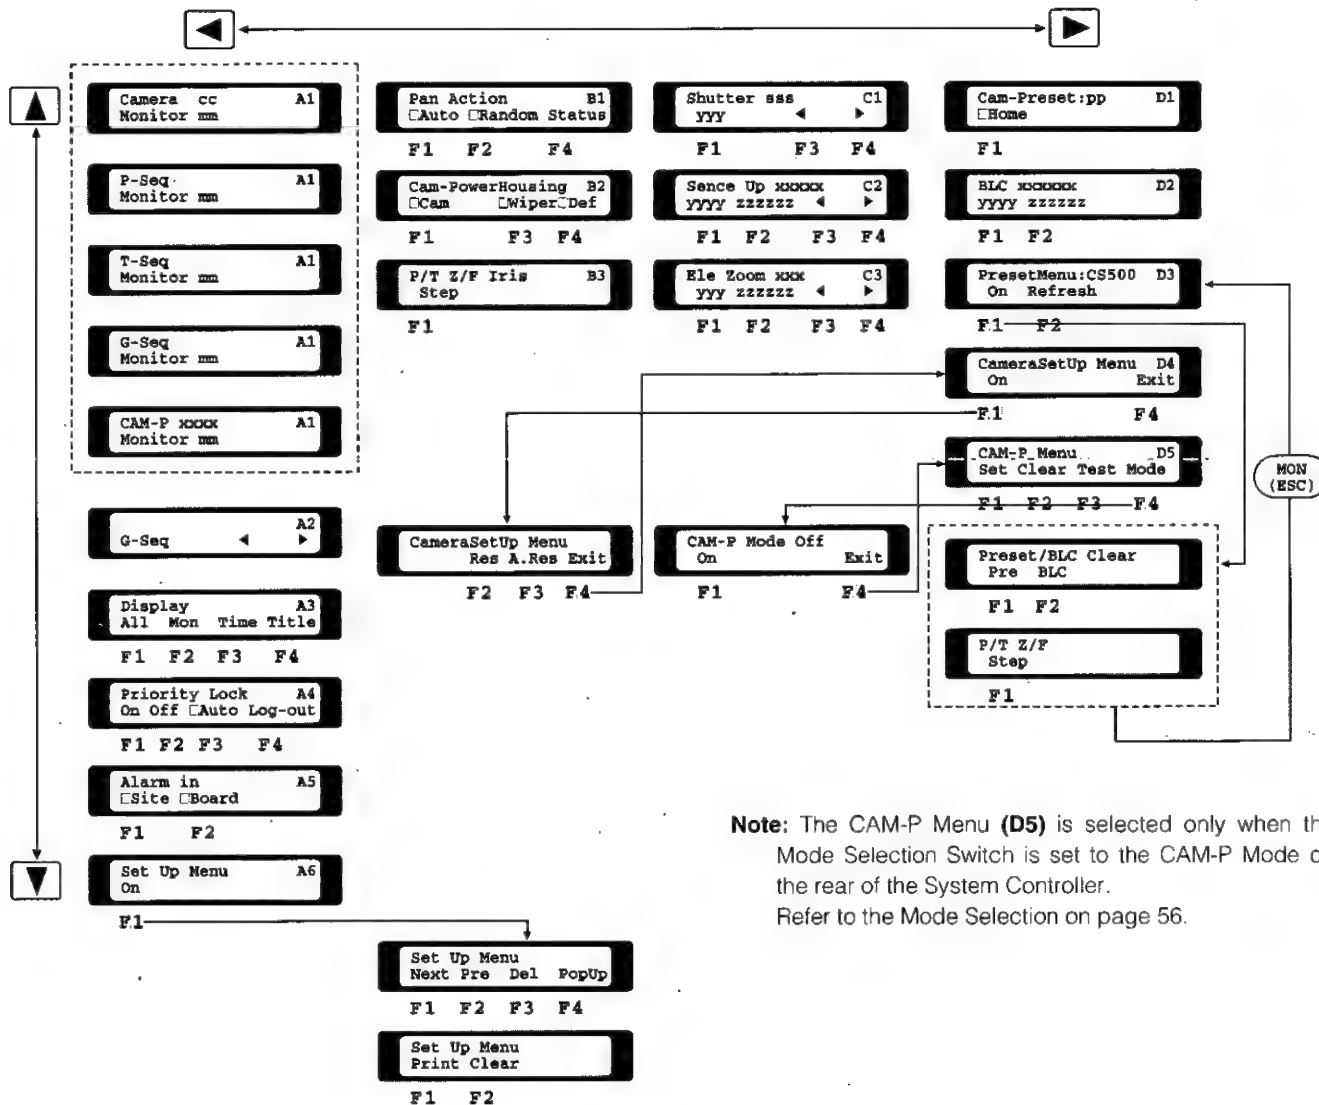 Camera cc A1
Monitor mm
P-Seq A1
Monitor mm
T-Seq A1
Monitor mm
G-Seq A1
Monitor mm
CAM-P xxxx A1
Monitor mm
A2
G-Seq ◀ ▶
Display A3
All Mon Time Title
F1 F2 F3 F4
Priority Lock A4
On Off □Auto Log-out
F1 F2 F3 F4
Alarm in A5
□Site □Board
F1 F2
Set Up Menu A6
On
F1
Pan Action B1
□Auto □Random Status
F1 F2 F4
Cam-PowerHousing B2
□Cam □Wiper□Def
F1 F3 F4
P/T Z/F Iris B3
Step
F1
CameraSetUp Menu
Res A.Res Exit
F2 F3 F4
Set Up Menu
Next Pre Del PopUp
F1 F2 F3 F4
Set Up Menu
Print Clear
F1 F2
Shutter sss C1
yyy ◀ ▶
F1 F3 F4
Sence Up xxxxx C2
yyyy zzzzzz ◀ ▶
F1 F2 F3 F4
Ele Zoom xxx C3
yyy zzzzzz ◀ ▶
F1 F2 F3 F4
CAM-P Mode Off
On Exit
F1 F4
Cam-Preset:pp D1
□Home
F1
BLC xxxxxx D2
yyyy zzzzzz
F1 F2
PresetMenu:CS500 D3
On Refresh
F1 F2
CameraSetUp Menu D4
On Exit
F1 F4
CAM-P Menu D5
Set Clear Test Mode
F1 F2 F3 F4
Preset/BLC Clear
Pre BLC
F1 F2
P/T Z/F
Step
F1
MON
(ESC)
Note: The CAM-P Menu (D5) is selected only when th
Mode Selection Switch is set to the CAM-P Mode o
the rear of the System Controller.
Refer to the Mode Selection on page 56.